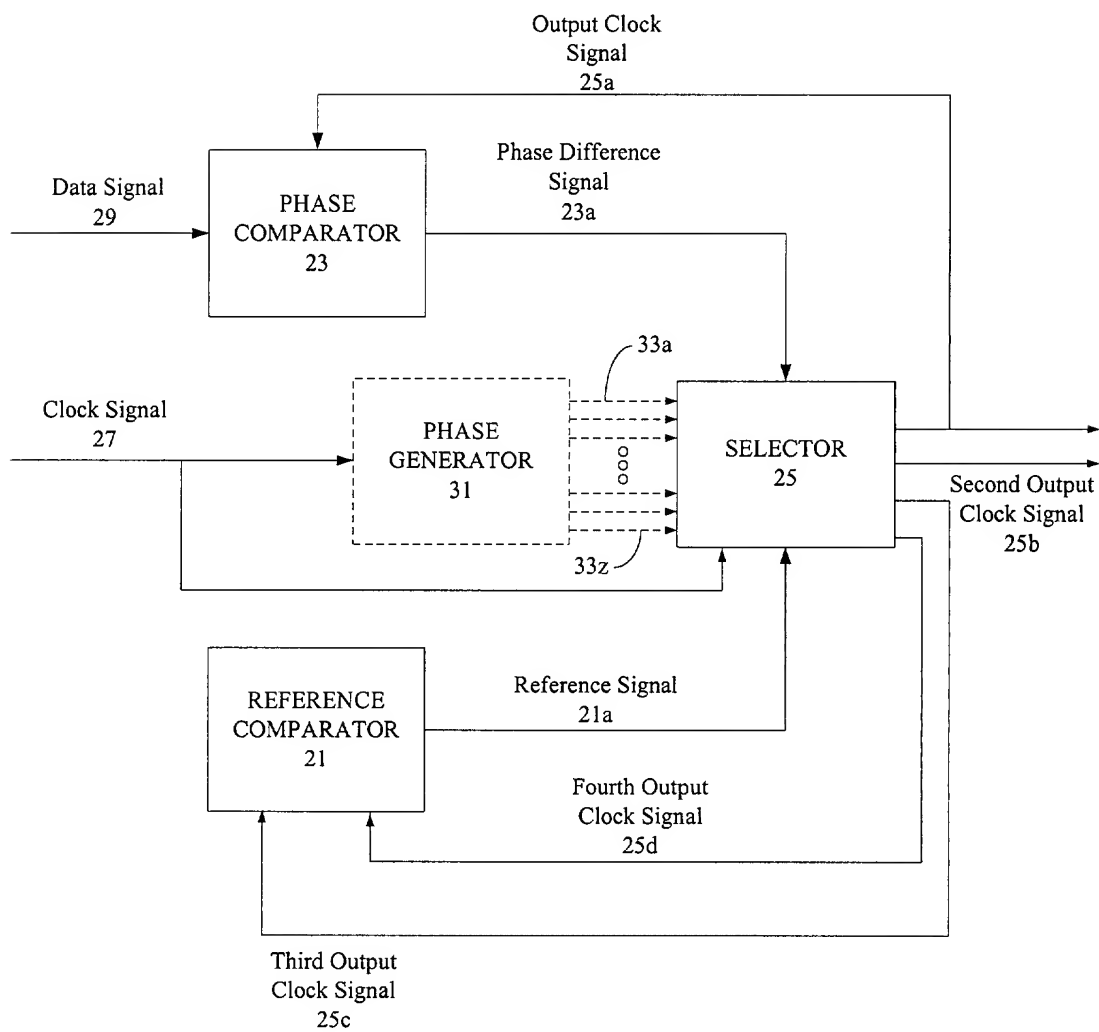 Output Clock
Signal
25a
Phase Difference
Signal
23a
Data Signal
29
PHASE
COMPARATOR
23
33a
Clock Signal
27
PHASE
GENERATOR
31
SELECTOR
25
Second Output
Clock Signal
25b
33z
REFERENCE
COMPARATOR
21
Reference Signal
21a
Fourth Output
Clock Signal
25d
Third Output
Clock Signal
25c